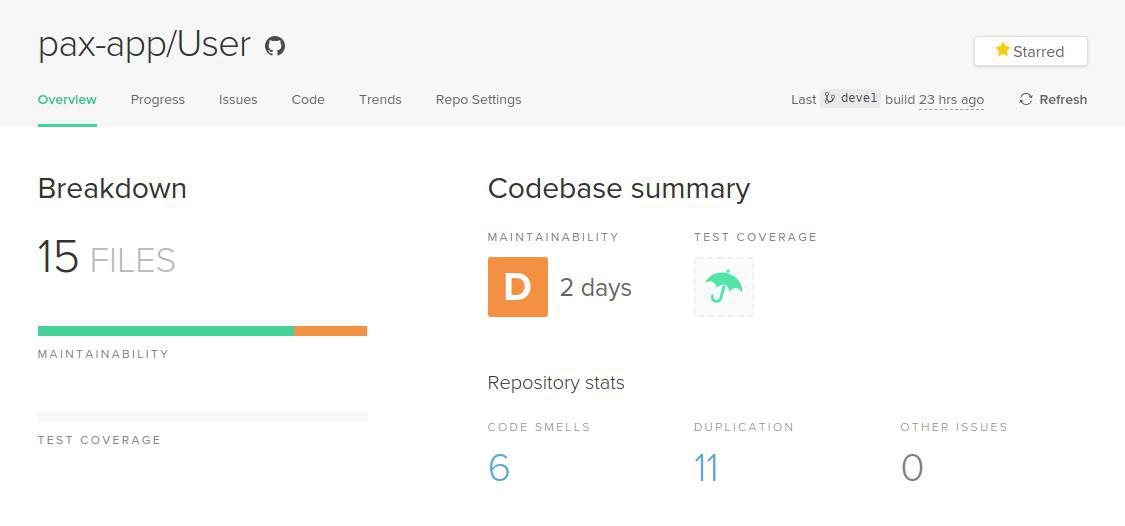 pax-app/User
Starred
Overview Progress Issues Code Trends Repo Settings
Last devel build 23 hrs ago Refresh
Breakdown
Codebase summary
15 FILES
MAINTAINABILITY TEST COVERAGE
D 2 days
MAINTAINABILITY
TEST COVERAGE
Repository stats
CODE SMELLS DUPLICATION OTHER ISSUES
6 11 0